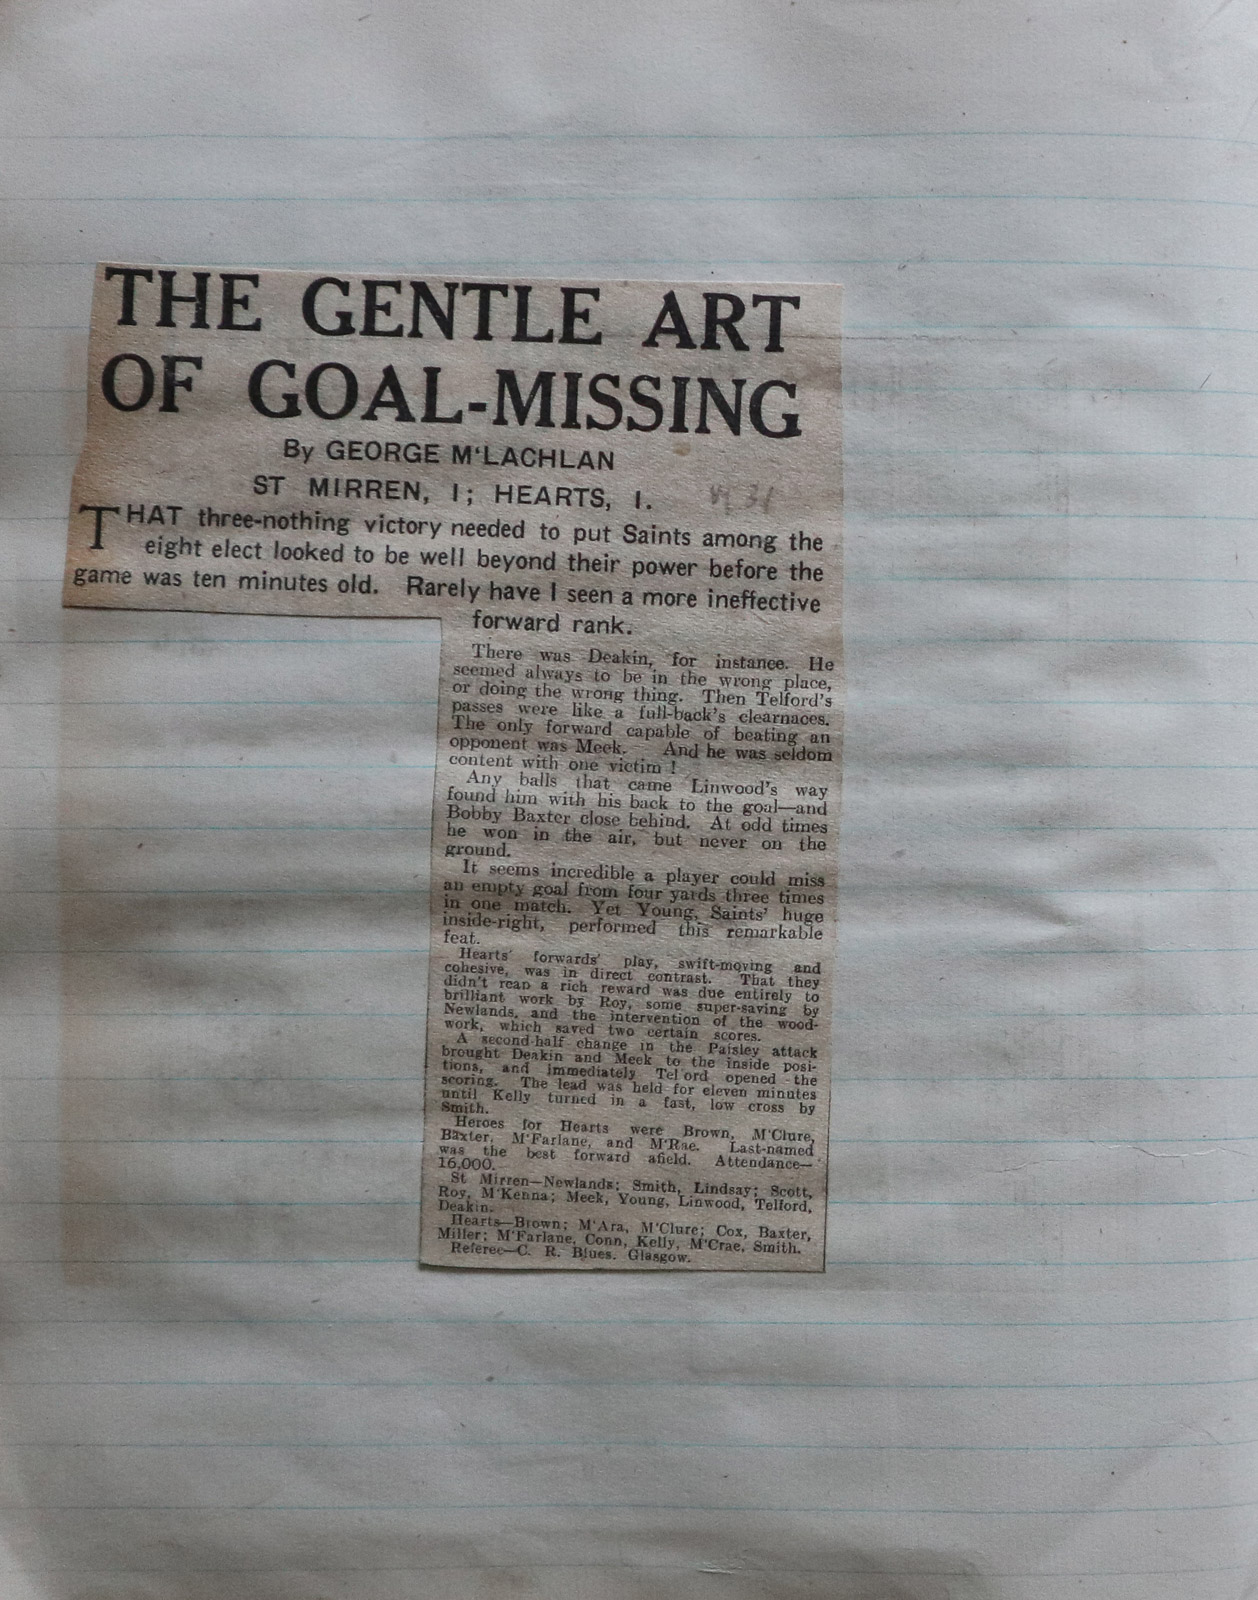 THE GENTLE ART
OF GOAL-MISSING
By GEORGE M'LACHLAN
ST MIRREN, 1; HEARTS, 1.
THAT three-nothing victory needed to put Saints among the
eight elect looked to be well beyond their power before the
game was ten minutes old. Rarely have I seen a more ineffective
forward rank.
There was Deakin, for instance. He
seemed always to be in the wrong place,
or doing the wrong thing. Then Telford's
passes were like a full-back's clearnaces.
The only forward capable of beating an
opponent was Meek. And he was seldom
content with one victim !
Any balls that came Linwood's way
found him with his back to the goal—and
Bobby Baxter close behind. At odd times
he won in the air, but never on the
ground.
It seems incredible a player could miss
an empty goal from four yards three times
in one match. Yet Young, Saints' huge
inside-right, performed this remarkable
feat.
Hearts' forwards' play, swift-moving and
cohesive, was in direct contrast. That they
didn't reap a rich reward was due entirely to
brilliant work by Roy, some super-saving by
Newlands, and the intervention of the wood-
work, which saved two certain scores.
A second-half change in the Paisley attack
brought Deakin and Meek to the inside posi-
tions, and immediately Tel ord opened the
scoring. The lead was held for eleven minutes
until Kelly turned in a fast, low cross by
Smith.
Heroes for Hearts were Brown, M'Clure,
Baxter, M'Farlane, and M'Rae. Last-named
was the best forward afield. Attendance—
16,000.
St Mirren—Newlands; Smith, Lindsay; Scott,
Roy, M'Kenna; Meek, Young, Linwood, Telford,
Deakin.
Hearts—Brown; M'Ara, M'Clure; Cox, Baxter,
Miller; M'Farlane, Conn, Kelly, M'Crae, Smith.
Referee—C. R. Blues, Glasgow.